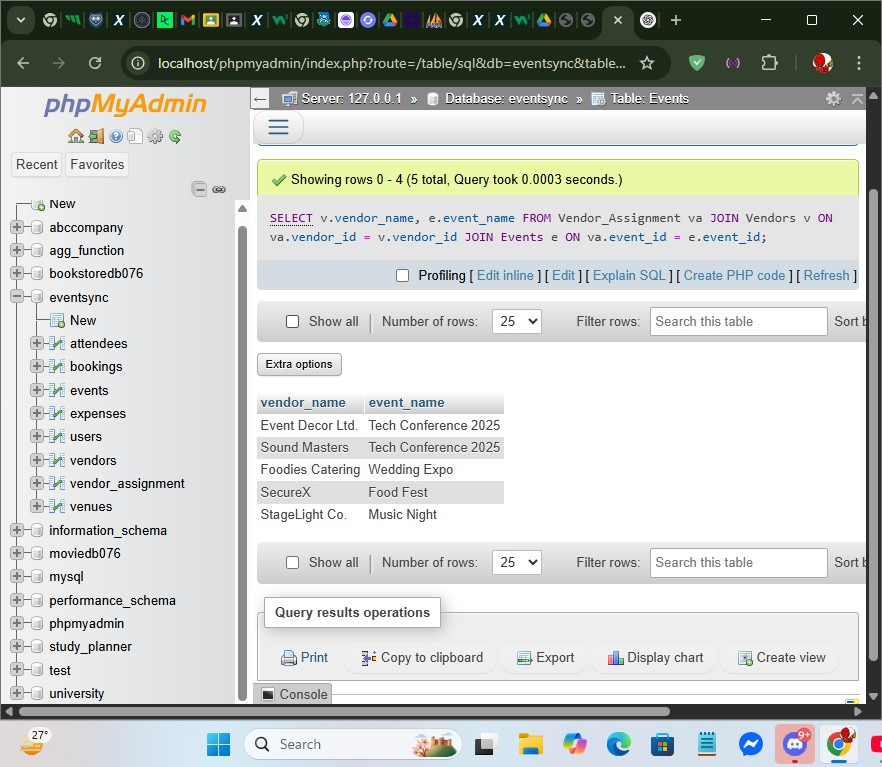 localhost/phpmyadmin/index.php?route=/table/sql&db=eventsync&table...
phpMyAdmin
Recent
Favorites
New
abccompany
agg_function
bookstoredb076
eventsync
New
attendees
bookings
events
expenses
users
vendors
vendor_assignment
venues
information_schema
moviedb076
mysql
performance_schema
phpmyadmin
study_planner
test
university
Server: 127.0.0.1 » Database: eventsync » Table: Events
Showing rows 0 - 4 (5 total, Query took 0.0003 seconds.)
SELECT v.vendor_name, e.event_name FROM Vendor_Assignment va JOIN Vendors v ON
va.vendor_id = v.vendor_id JOIN Events e ON va.event_id = e.event_id;
Profiling [ Edit inline ] [ Edit ] [ Explain SQL ] [ Create PHP code ] [ Refresh ]
Show all | Number of rows: 25 Filter rows: Search this table Sort b
Extra options
vendor_name event_name
Event Decor Ltd. Tech Conference 2025
Sound Masters Tech Conference 2025
Foodies Catering Wedding Expo
SecureX Food Fest
StageLight Co. Music Night
Show all | Number of rows: 25 Filter rows: Search this table Sort b
Query results operations
Print Copy to clipboard Export Display chart Create view
Console
27°
Search
9+